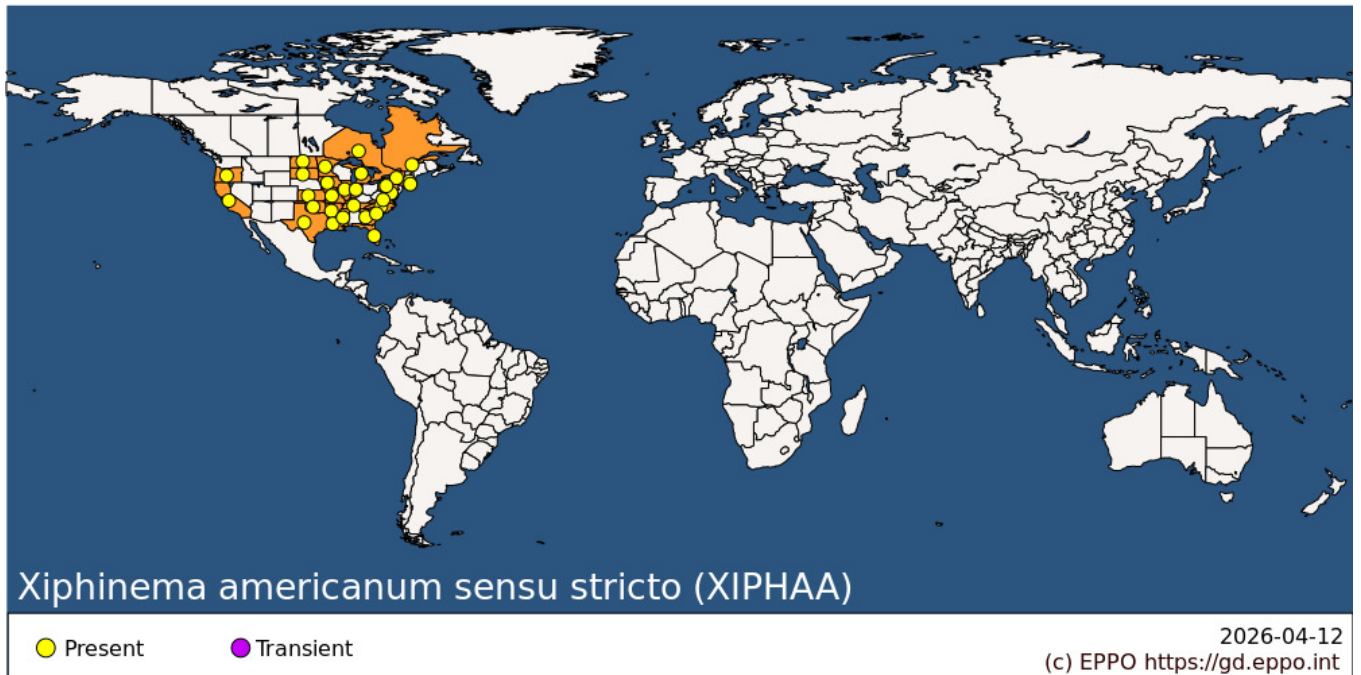 Xiphinema americanum sensu stricto (XIPHAA)
Present
Transient
2026-04-12
(c) EPPO https://gd.eppo.int